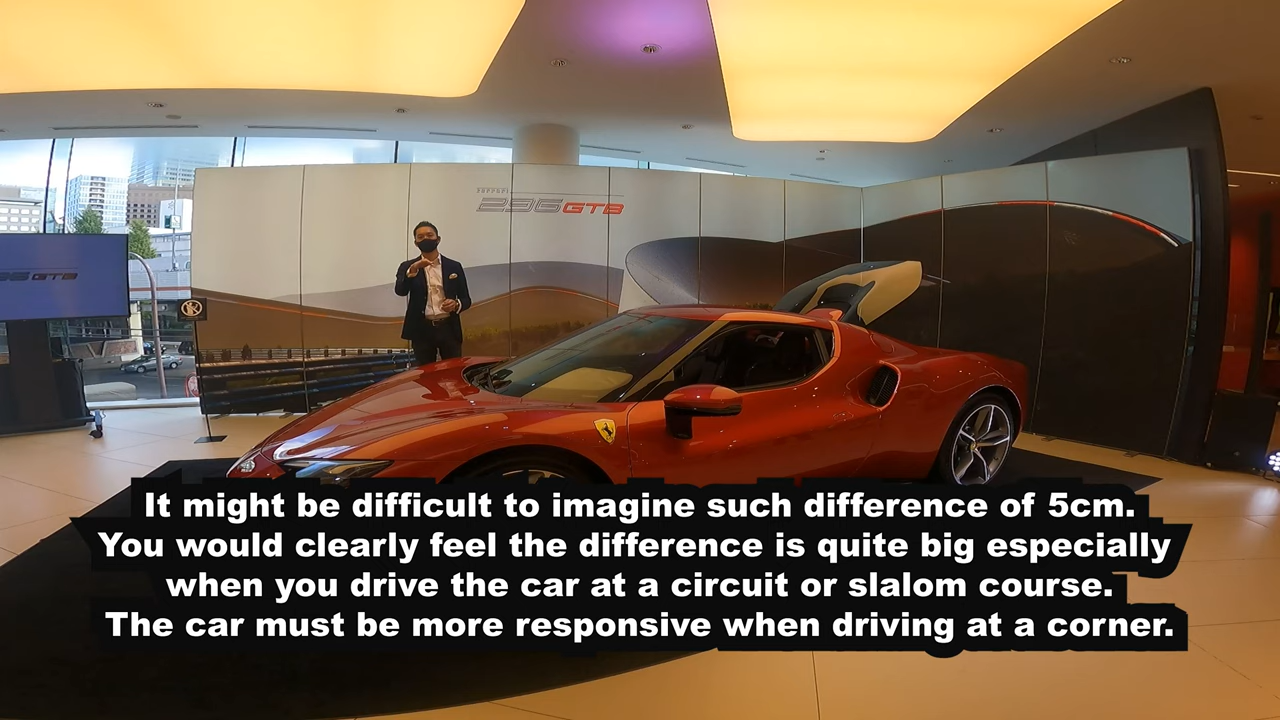 FERRARI
296GTB
296GTB
It might be difficult to imagine such difference of 5cm.
You would clearly feel the difference is quite big especially
when you drive the car at a circuit or slalom course.
The car must be more responsive when driving at a corner.